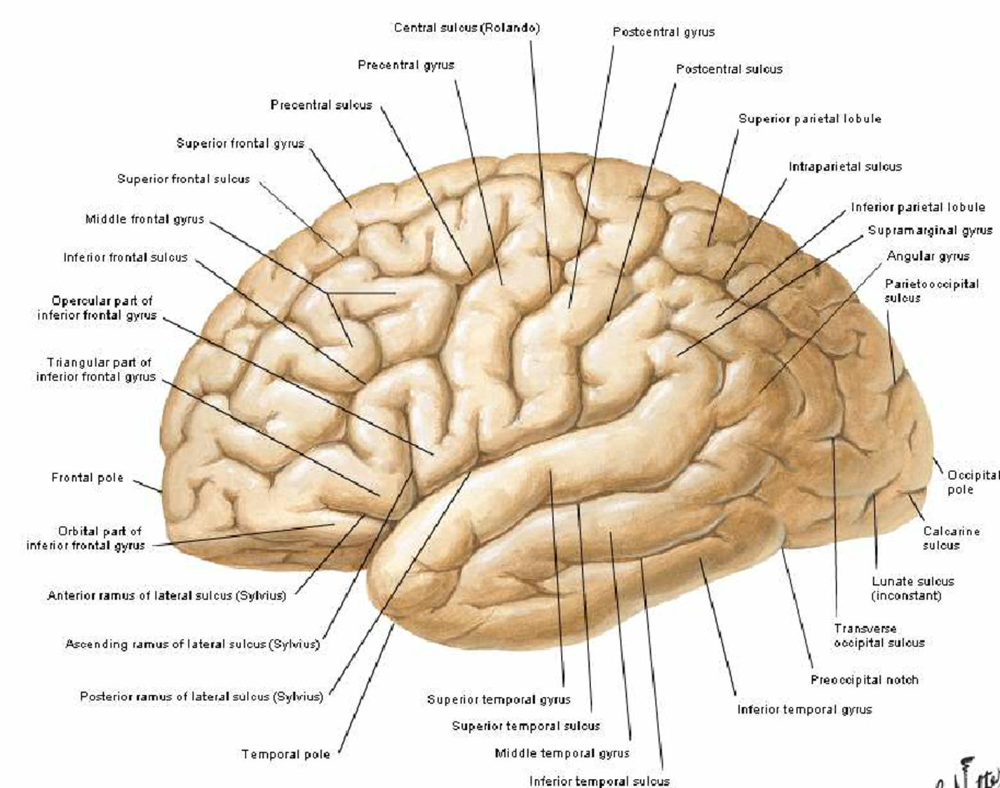 Central sulcus (Rolando)
Postcentral gyrus
Precentral gyrus
Postcentral sulcus
Precentral sulcus
Superior parietal lobule
Superior frontal gyrus
Intraparietal sulcus
Superior frontal sulcus
Inferior parietal lobule
Middle frontal gyrus
Supramarginal gyrus
Inferior frontal sulcus
Angular gyrus
Parietooccipital
sulcus
Opercular part of
inferior frontal gyrus
Triangular part of
inferior frontal gyrus
Frontal pole
Occipital
pole
Orbital part of
inferior frontal gyrus
Calcarine
sulcus
Lunate sulcus
(inconstant)
Anterior ramus of lateral sulcus (Sylvius)
Transverse
occipital sulcus
Ascending ramus of lateral sulcus (Sylvius)
Preoccipital notch
Posterior ramus of lateral sulcus (Sylvius)
Superior temporal gyrus
Inferior temporal gyrus
Superior temporal sulcus
Temporal pole
Middle temporal gyrus
Inferior temporal sulcus